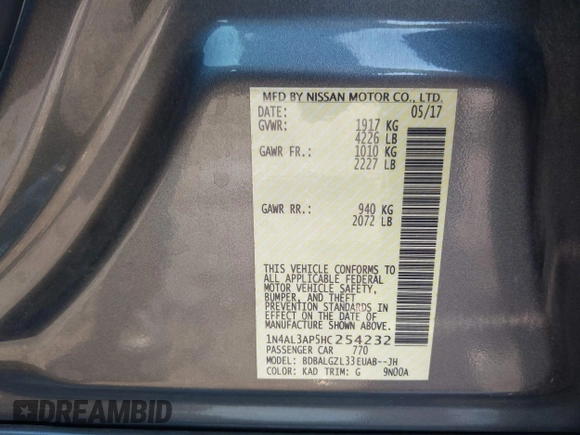 MFD BY NISSAN MOTOR CO., LTD.
DATE: 05/17
GVWR: 1917 KG
4226 LB
GAWR FR.: 1010 KG
2227 LB
GAWR RR.: 940 KG
2072 LB
THIS VEHICLE CONFORMS TO
ALL APPLICABLE FEDERAL
MOTOR VEHICLE SAFETY,
BUMPER, AND THEFT
PREVENTION STANDARDS
IN EFFECT ON THE DATE OF
MANUFACTURE SHOWN ABOVE.
1N4AL3AP5HC254232
PASSENGER CAR 770
MODEL: BDBALGZL33EUAB--JH
COLOR: KAD TRIM: G 9N00A
DREAMBID